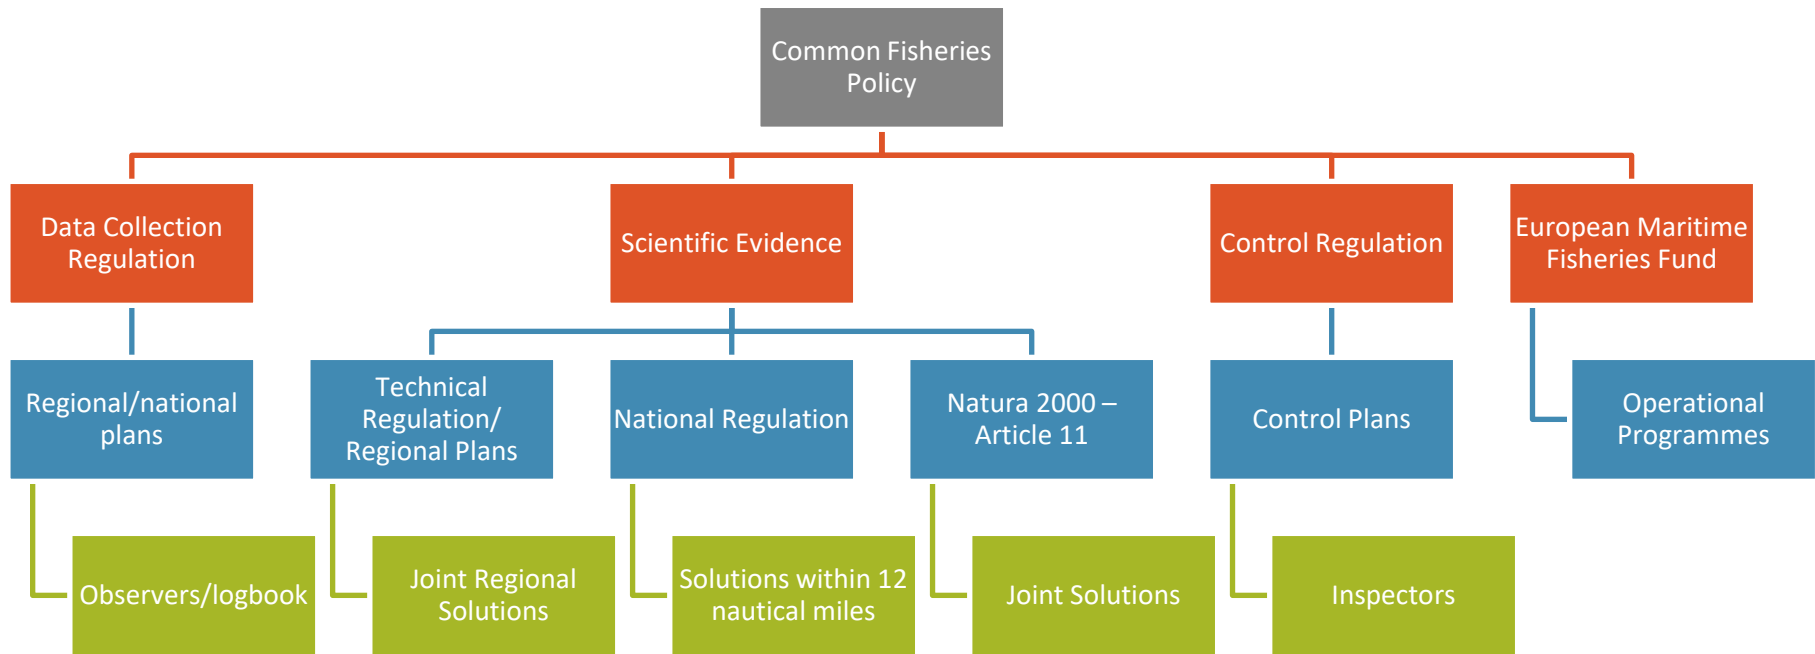 Common Fisheries
Policy
Data Collection
Regulation
Scientific Evidence
Control Regulation
European Maritime
Fisheries Fund
Regional/national
plans
Technical
Regulation/
Regional Plans
National Regulation
Natura 2000 –
Article 11
Control Plans
Operational
Programmes
Observers/logbook
Joint Regional
Solutions
Solutions within 12
nautical miles
Joint Solutions
Inspectors